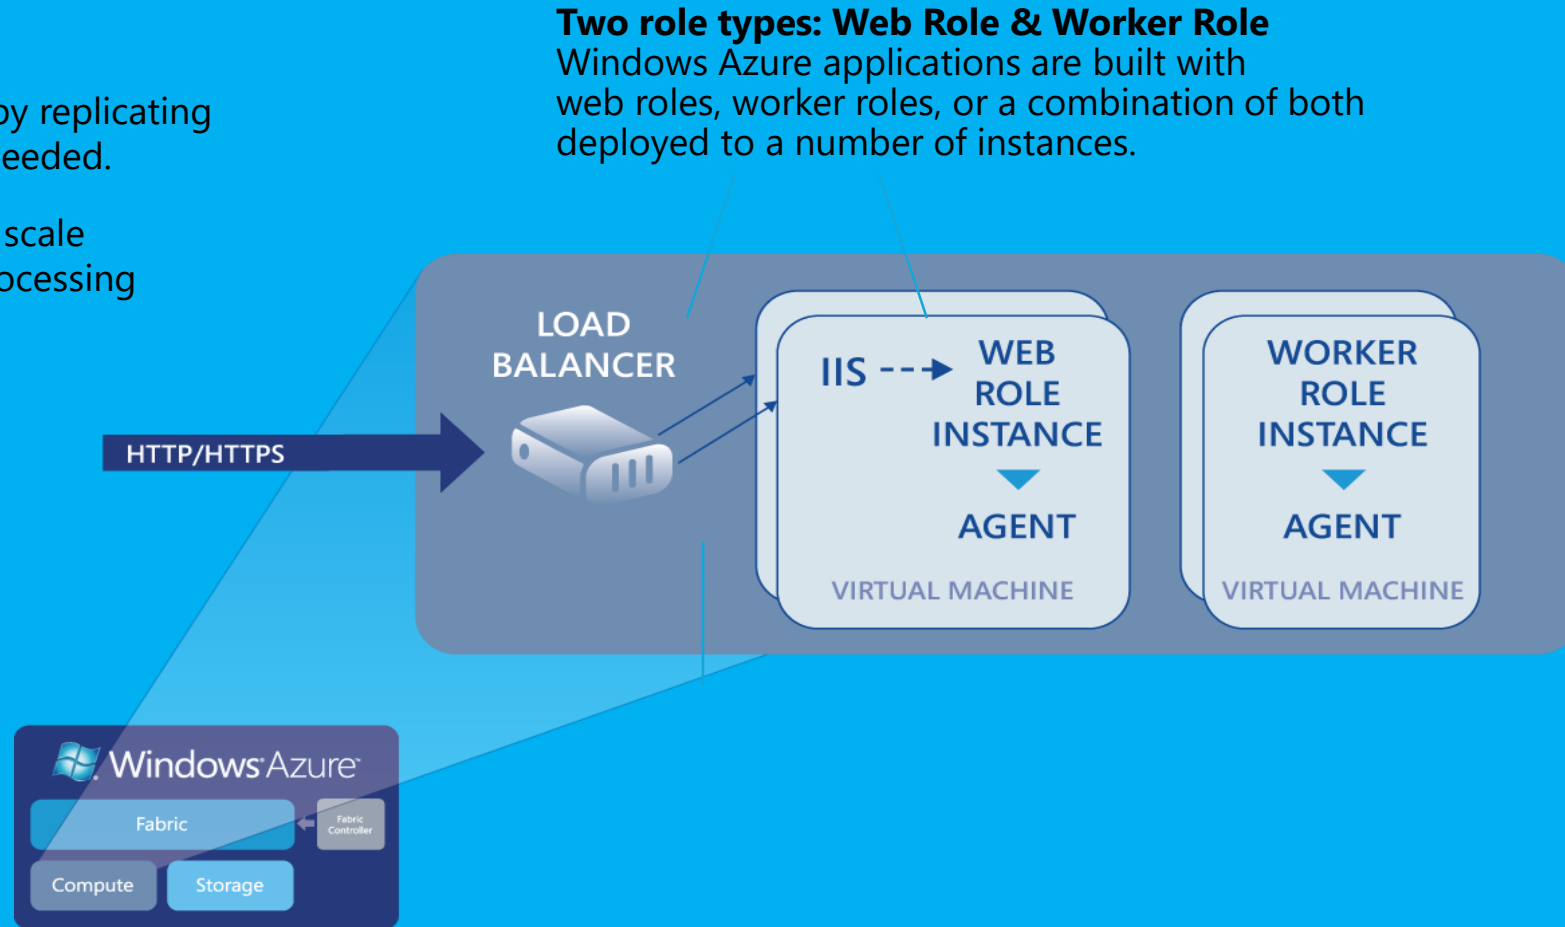 Two role types: Web Role & Worker Role
Windows Azure applications are built with
web roles, worker roles, or a combination of both
deployed to a number of instances.
by replicating
eeded.
scale
ocessing
LOAD
BALANCER
HTTP/HTTPS
IIS
WEB
ROLE
INSTANCE
AGENT
VIRTUAL MACHINE
WORKER
ROLE
INSTANCE
AGENT
VIRTUAL MACHINE
Windows Azure™
Fabric
Fabric
Controller
Compute
Storage